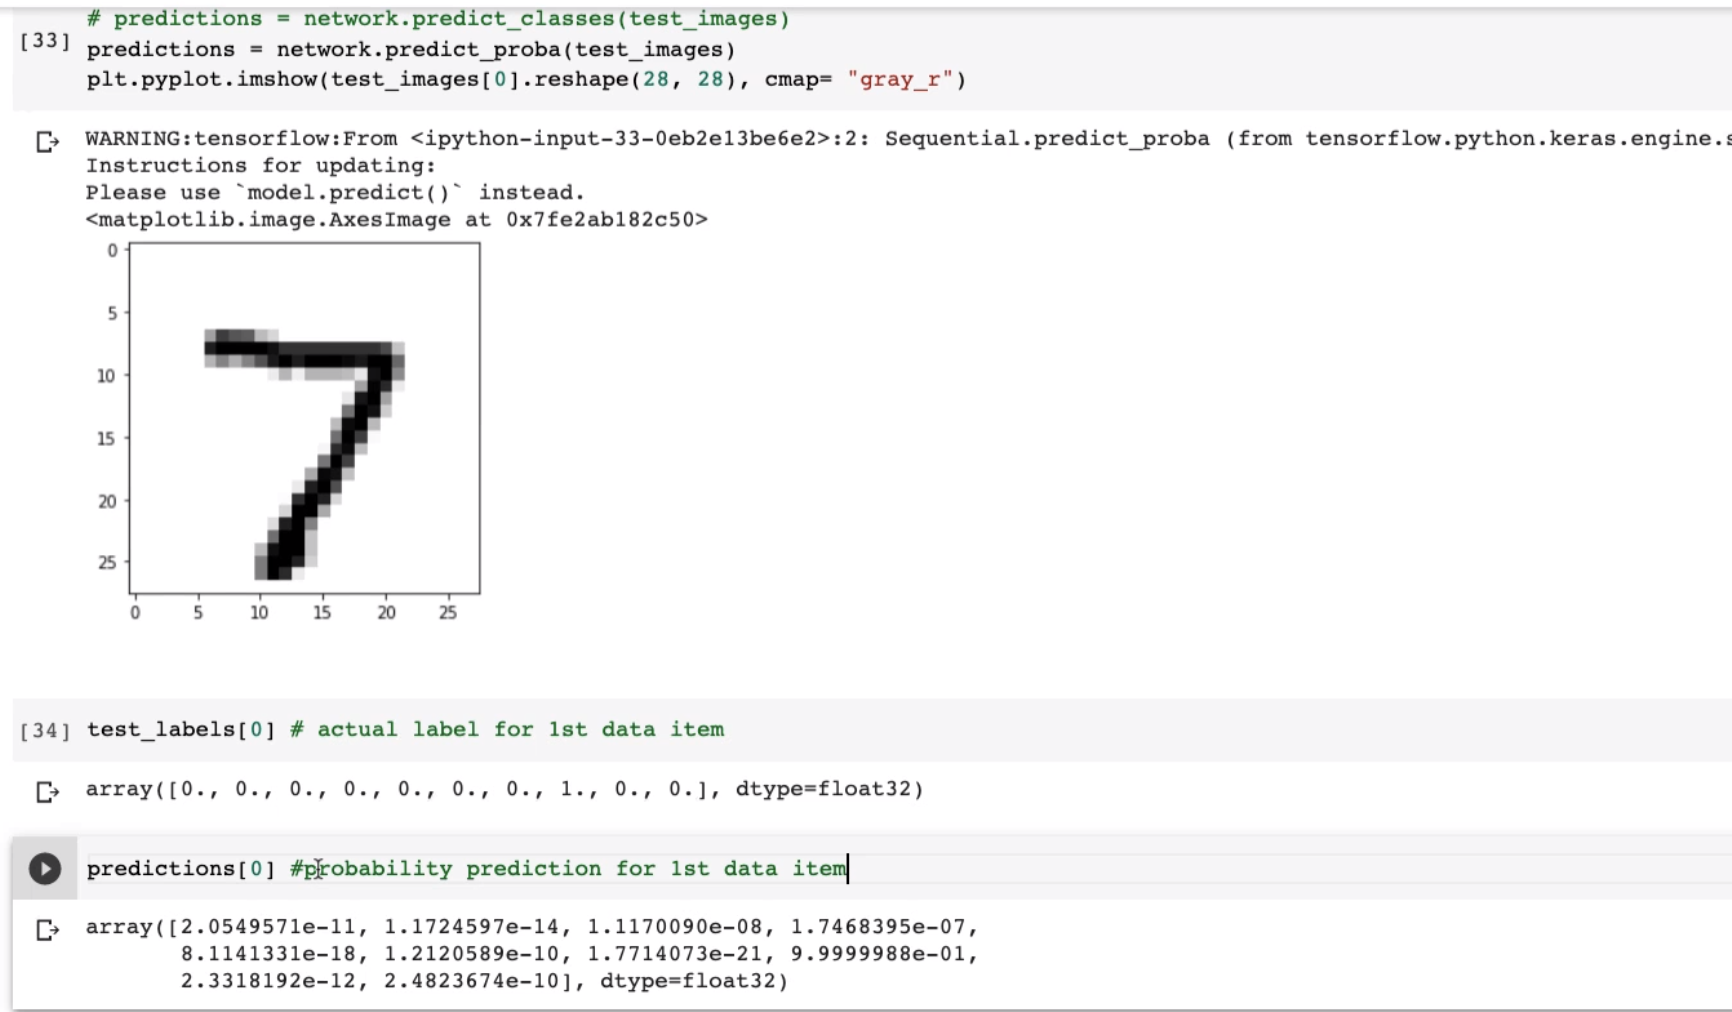 # predictions = network.predict_classes(test_images)
[33] predictions = network.predict_proba(test_images)
plt.pyplot.imshow(test_images[0].reshape(28, 28), cmap= "gray_r")
WARNING:tensorflow:From <ipython-input-33-0eb2e13be6e2>:2: Sequential.predict_proba (from tensorflow.python.keras.engine.s
Instructions for updating:
Please use `model.predict()` instead.
<matplotlib.image.AxesImage at 0x7fe2ab182c50>
0
5
10
15
20
25
0 5 10 15 20 25
7
[34] test_labels[0] # actual label for 1st data item
array([0., 0., 0., 0., 0., 0., 0., 1., 0., 0.], dtype=float32)
predictions[0] #probability prediction for 1st data item
array([2.0549571e-11, 1.1724597e-14, 1.1170090e-08, 1.7468395e-07,
8.1141331e-18, 1.2120589e-10, 1.7714073e-21, 9.9999988e-01,
2.3318192e-12, 2.4823674e-10], dtype=float32)